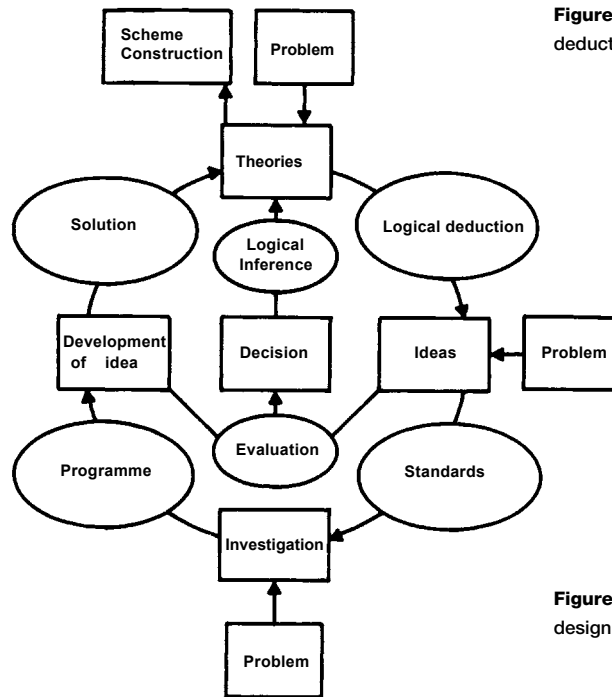 Scheme
Construction
Problem
Figure
deduct
Theories
Solution
Logical deduction
Logical
Inference
Development
of idea
Decision
Ideas
Problem
Evaluation
Programme
Standards
Investigation
Problem
Figure
design